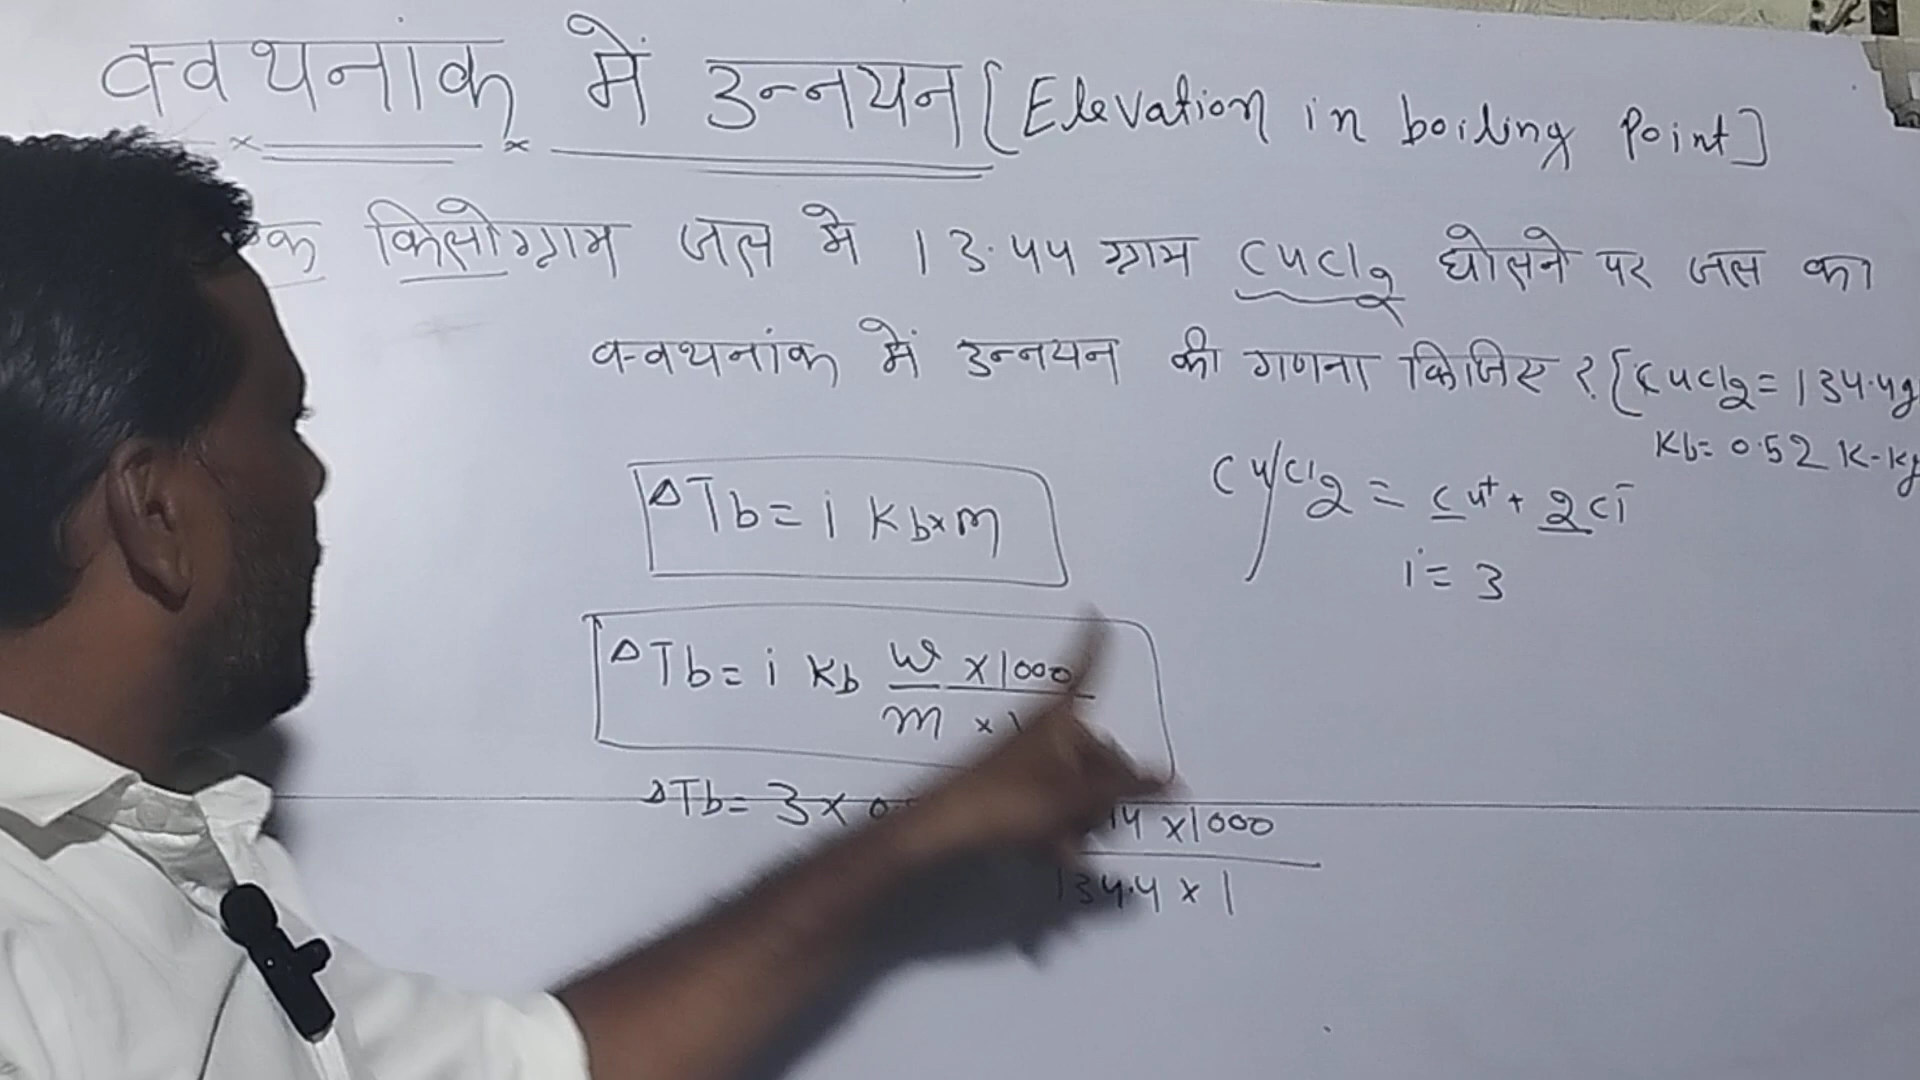 क्वथनांक में उन्नयन [Elevation in boiling Point]
किलोग्राम जल में 13.44 ग्राम CuCl2 घोलने पर जल का
क्वथनांक में उन्नयन की गणना किजिए ? [CuCl2 = 134.4g
Kb = 0.52 K-Kg
ΔTb = i Kb×m
CuCl2 = Cu+ + 2Cl-
i = 3
ΔTb = i Kb w ×1000
m ×
ΔTb = 3 ×
×1000
134.4 × 1